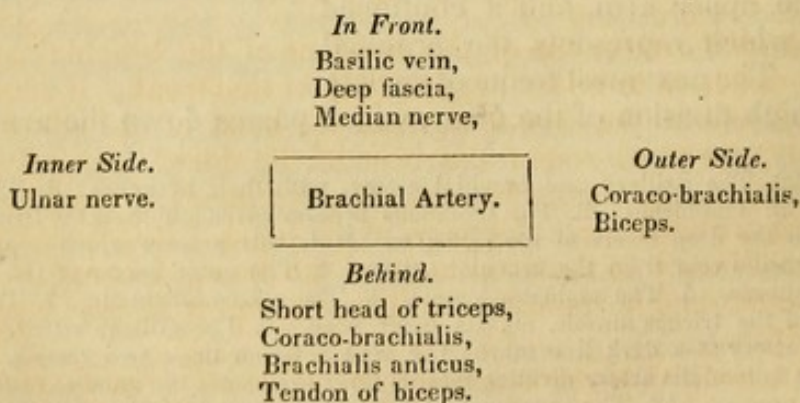 In Front.
Basilic vein,
Deep fascia,
Median nerve,
Inner Side.
Ulnar nerve.
Brachial Artery.
Outer Side.
Coraco-brachialis,
Biceps.
Behind.
Short head of triceps,
Coraco-brachialis,
Brachialis anticus,
Tendon of biceps.